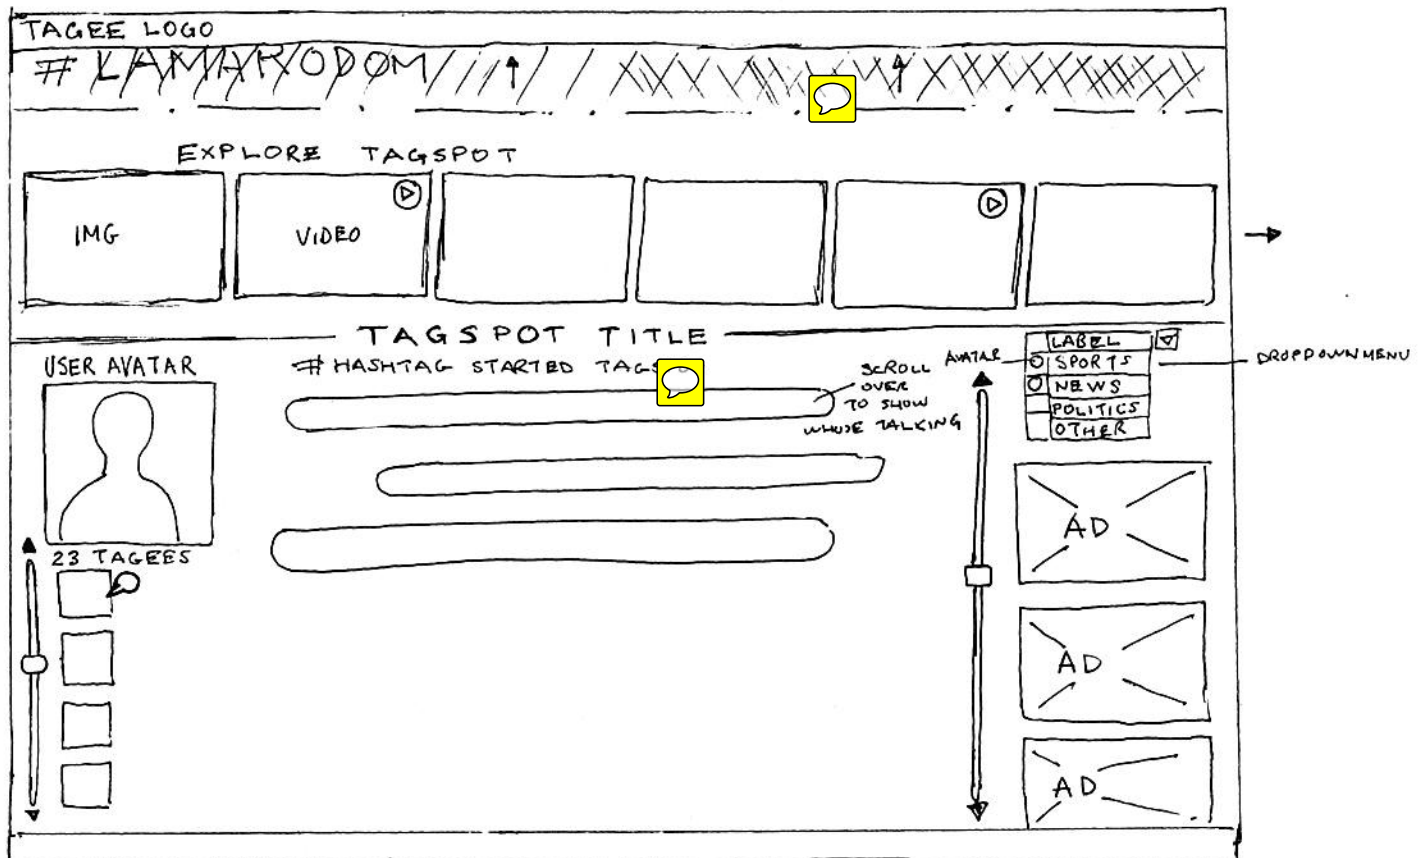 TAGEE LOGO
# LAMARODOM
EXPLORE TAGSPOT
IMG
VIDEO
TAGSPOT TITLE
USER AVATAR
# HASHTAG STARTED
SCROLL
OVER
TO SHOW
WHOSE TALKING
AVATAR
LABEL
SPORTS
NEWS
POLITICS
OTHER
DROPDOWN MENU
23 TAGEES
AD
AD
AD